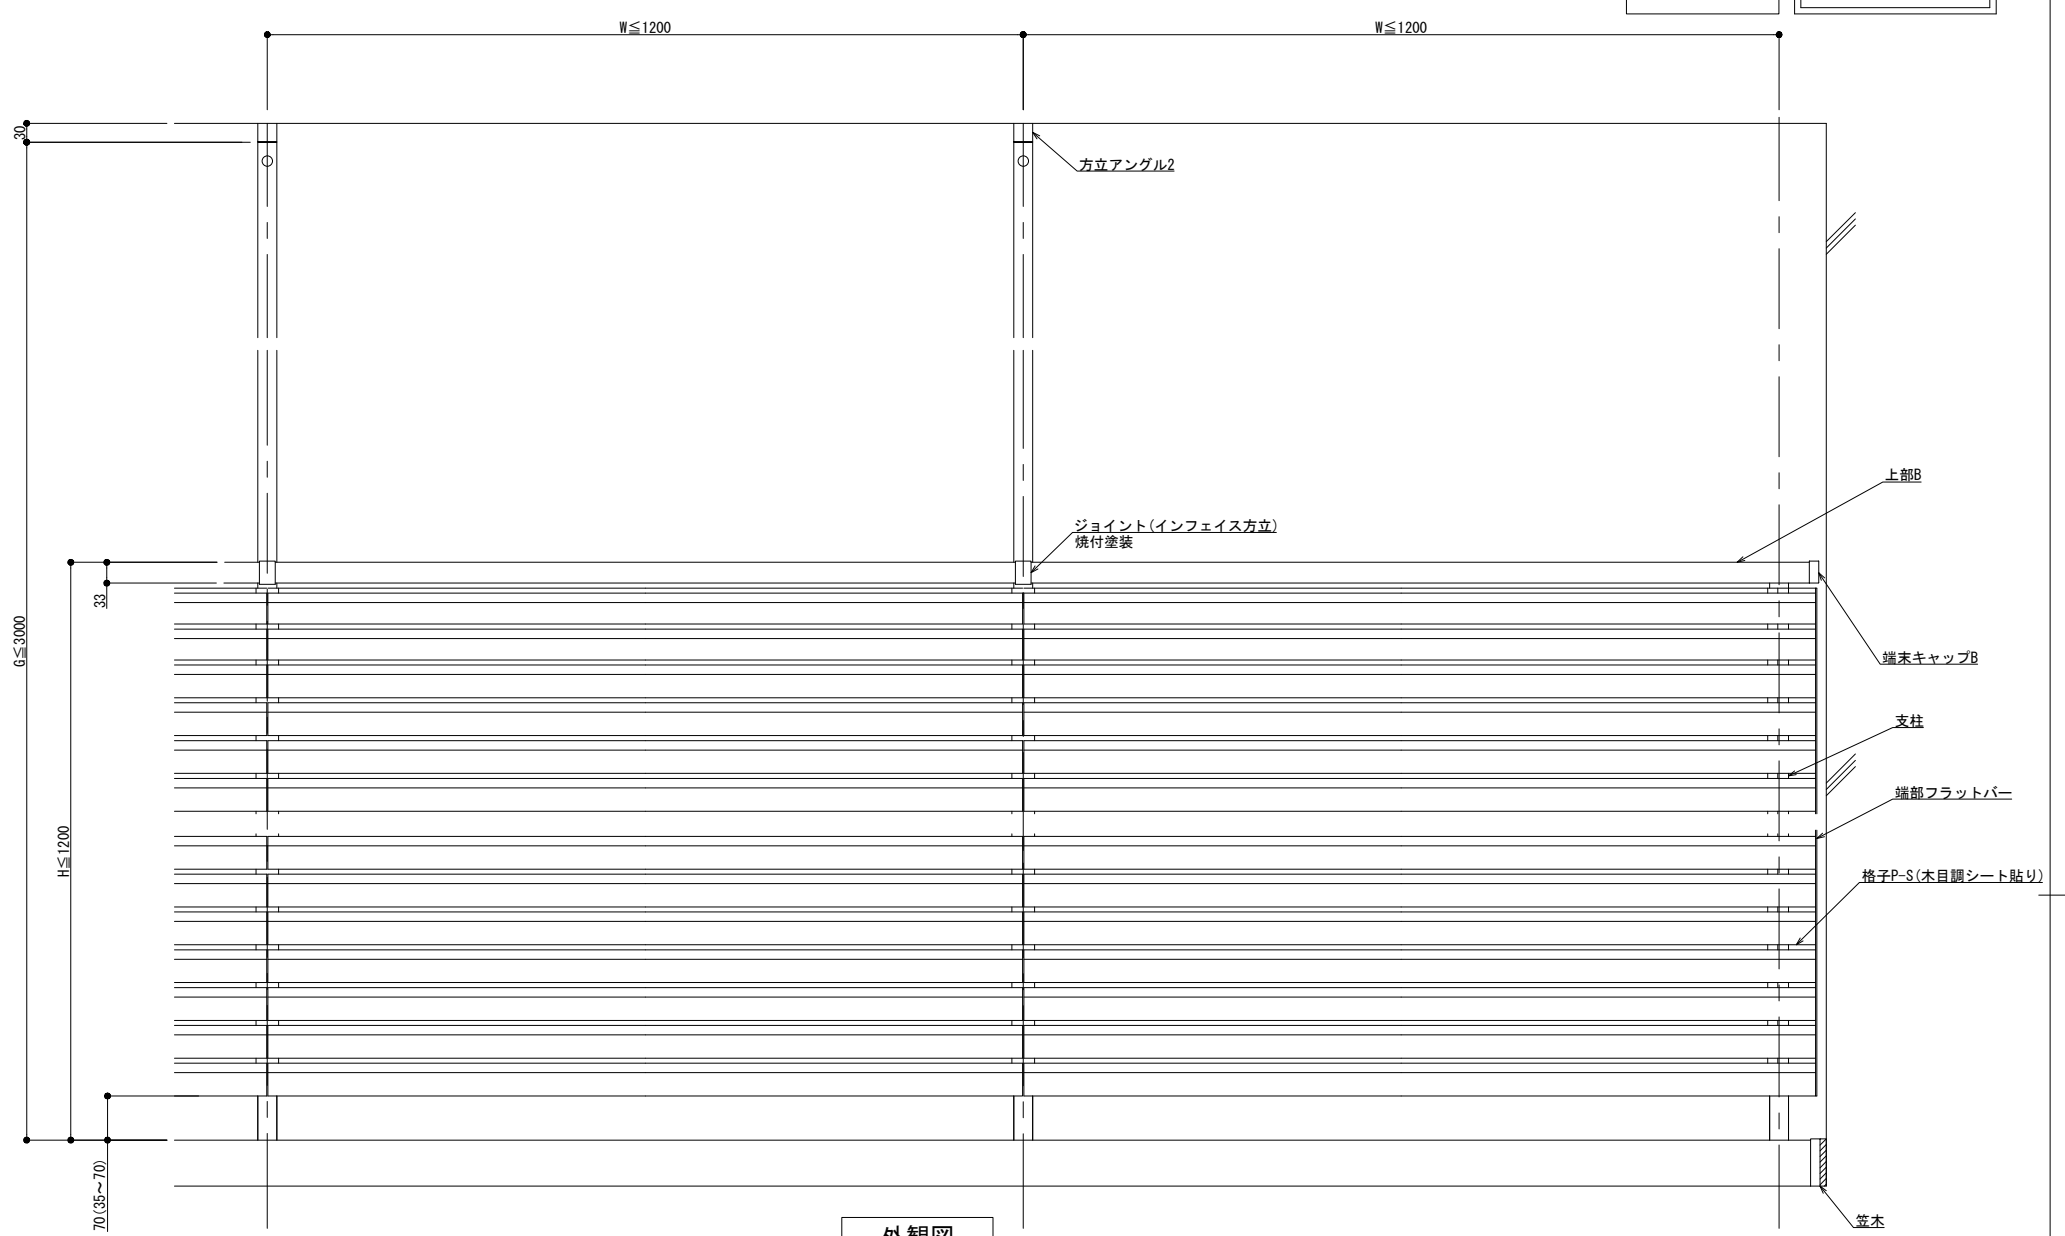 W≦1200
W≦1200
30
方立アングル2
上部B
ジョイント(インフェイス方立)
焼付塗装
33
G≦3000
端末キャップB
支柱
端部フラットバー
H≦1200
格子P-S(木目調シート貼り)
70(35~70)
笠木
外観図